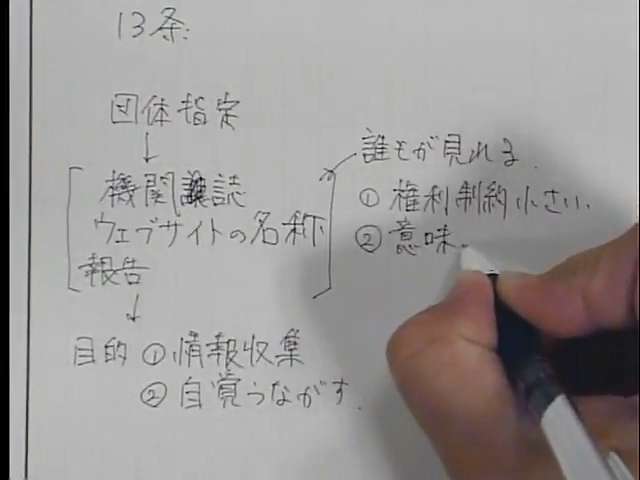 13条:
団体指定
↓
機関誌
ウェブサイトの名称
報告
↓
目的 ① 情報収集
② 自覚うながす.
誰もが見れる.
① 権利制約小さい.
② 意味